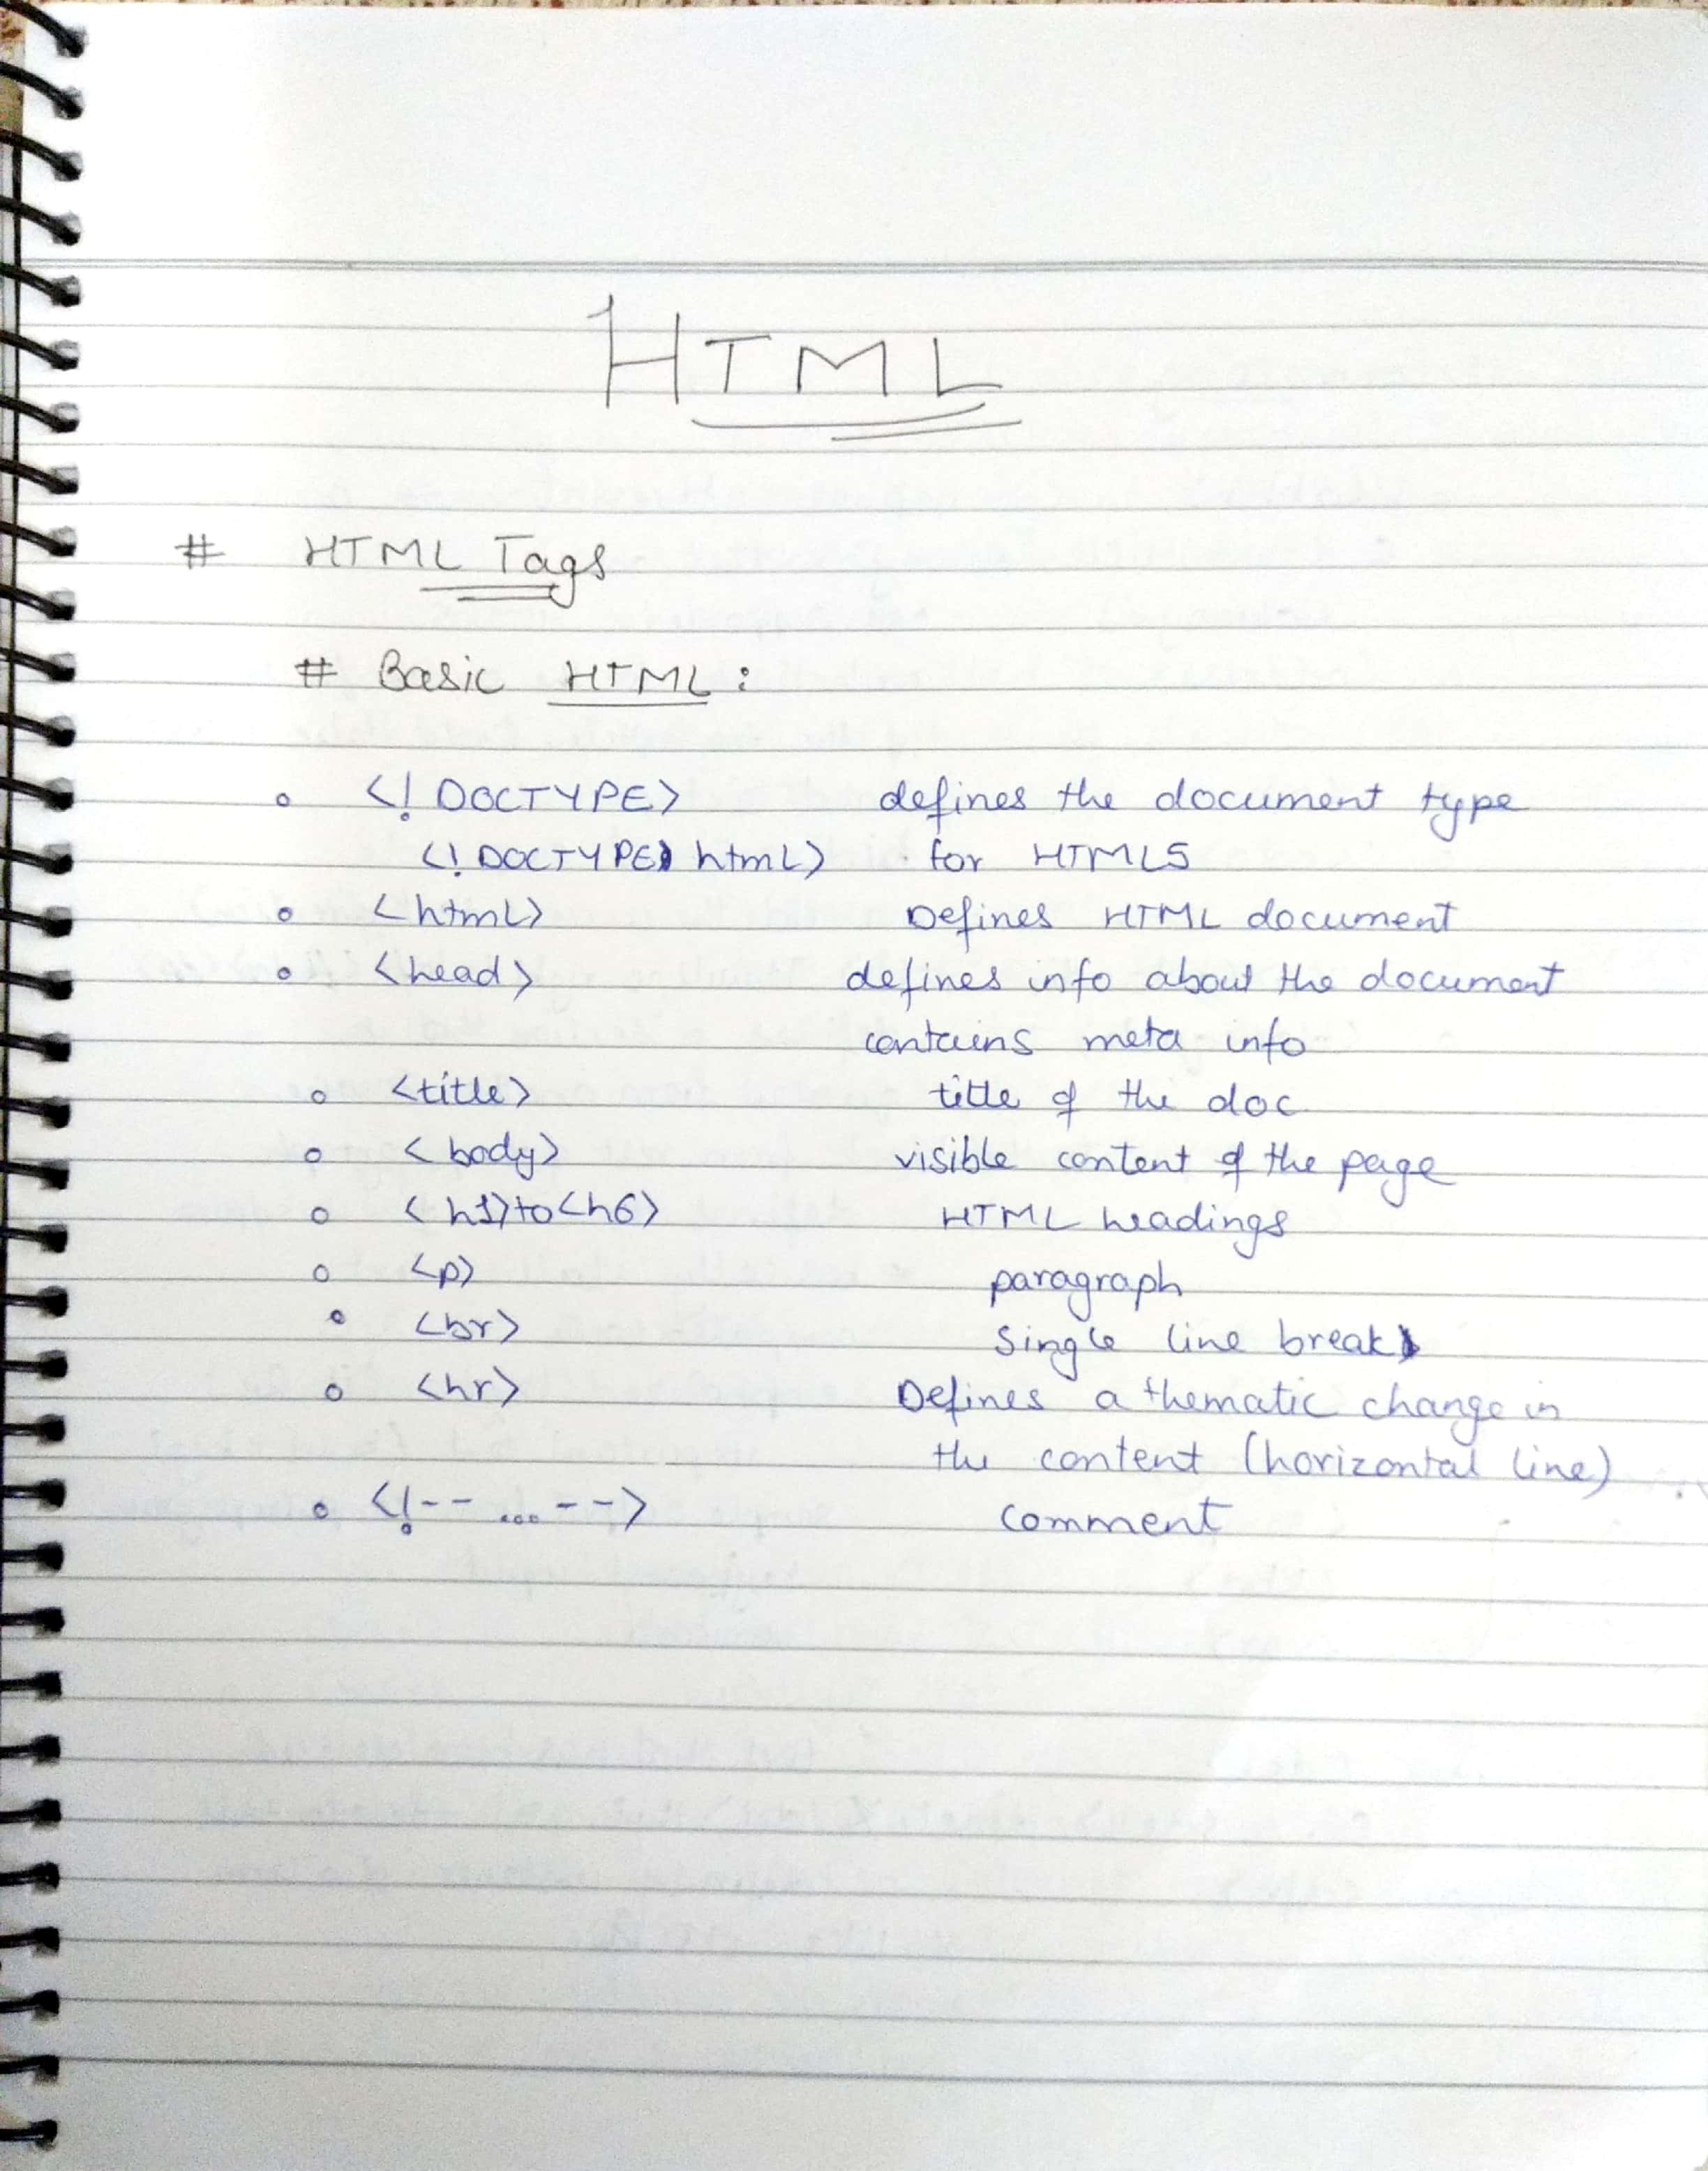 HTML
# HTML Tags
# Basic HTML :
<! DOCTYPE> defines the document type
<! DOCTYPE html> for HTML5
<html> Defines HTML document
<head> defines info about the document
contains meta info
<title> title of the doc
<body> visible content of the page
<h1> to <h6> HTML headings
<p> paragraph
<br> Single line break
<hr> Defines a thematic change in
the content (horizontal line)
<!-- ... --> comment